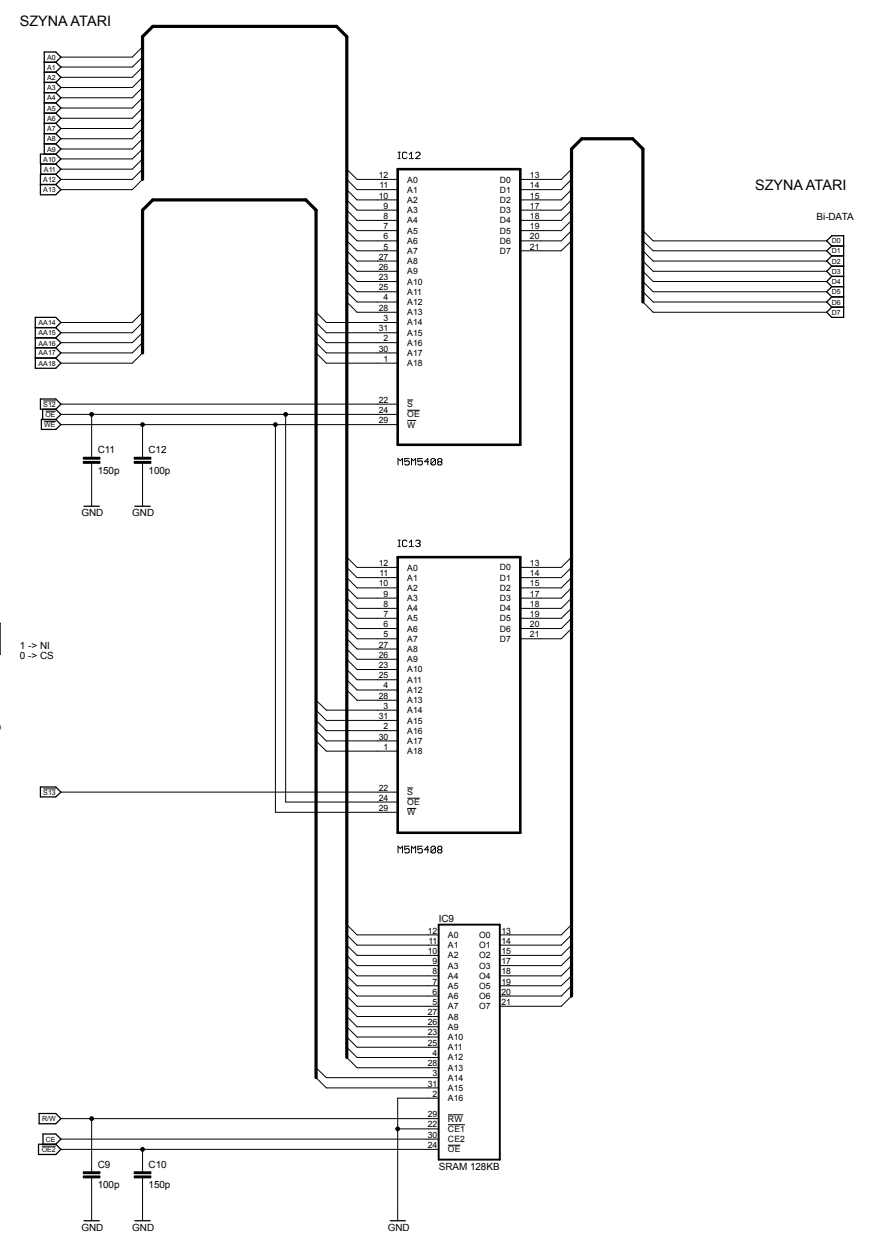 SZYNA ATARI
A0
A1
A2
A3
A4
A5
A6
A7
A8
A9
A10
A11
A12
A13
AA14
AA15
AA16
AA17
AA18
S12
OE
WE
C11
150p
C12
100p
GND
GND
IC12
12 A0 D0 13
11 A1 D1 14
10 A2 D2 15
9 A3 D3 17
8 A4 D4 18
7 A5 D5 19
6 A6 D6 20
5 A7 D7 21
27 A8
26 A9
23 A10
25 A11
4 A12
28 A13
3 A14
31 A15
2 A16
30 A17
1 A18
22 S
24 OE
29 W
M5M5408
SZYNA ATARI
Bi-DATA
D0
D1
D2
D3
D4
D5
D6
D7
1 -> NI
0 -> CS
IC13
12 A0 D0 13
11 A1 D1 14
10 A2 D2 15
9 A3 D3 17
8 A4 D4 18
7 A5 D5 19
6 A6 D6 20
5 A7 D7 21
27 A8
26 A9
23 A10
25 A11
4 A12
28 A13
3 A14
31 A15
2 A16
30 A17
1 A18
S13
22 S
24 OE
29 W
M5M5408
IC9
12 A0 O0 13
11 A1 O1 14
10 A2 O2 15
9 A3 O3 17
8 A4 O4 18
7 A5 O5 19
6 A6 O6 20
5 A7 O7 21
27 A8
26 A9
23 A10
25 A11
4 A12
28 A13
3 A14
31 A15
2 A16
R/W
29 RW
22 CE1
CE
30 CE2
OE2
24 OE
SRAM 128KB
C9
100p
C10
150p
GND
GND
GND